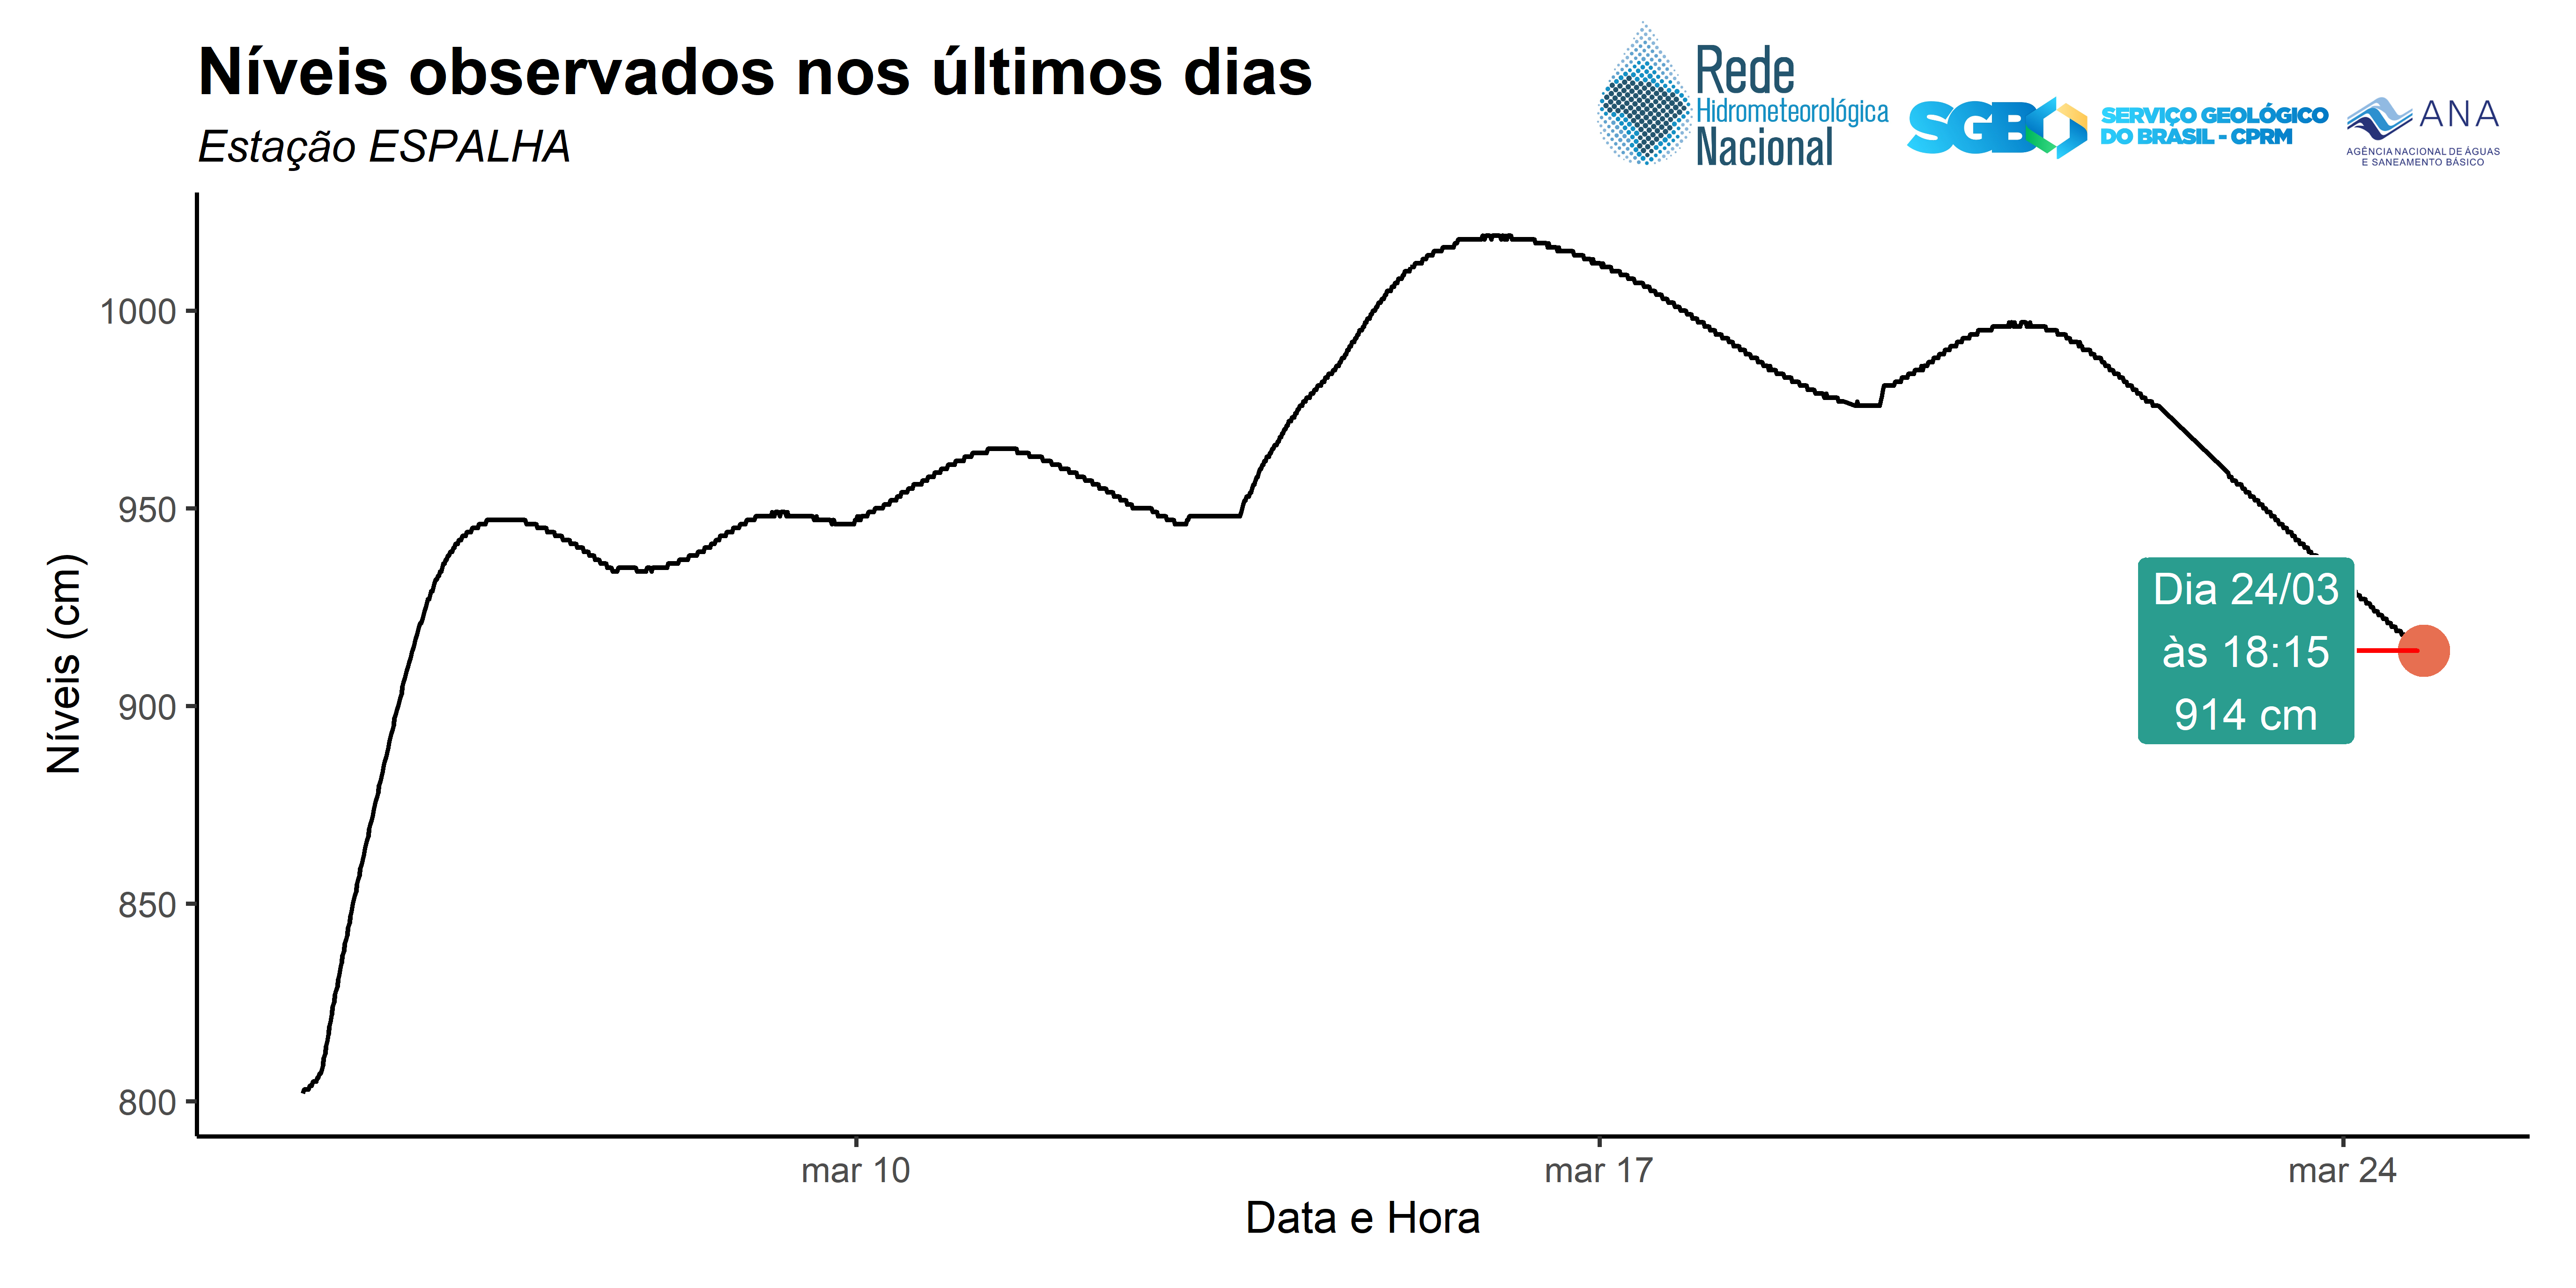 Níveis observados nos últimos dias
Estação ESPALHA
Rede
Hidrometeorológica
Nacional
SGB
SERVIÇO GEOLÓGICO
DO BRASIL - CPRM
ANA
AGÊNCIA NACIONAL DE ÁGUAS
E SANEAMENTO BÁSICO
Níveis (cm)
1000
950
900
850
800
Dia 24/03
às 18:15
914 cm
mar 10
mar 17
mar 24
Data e Hora